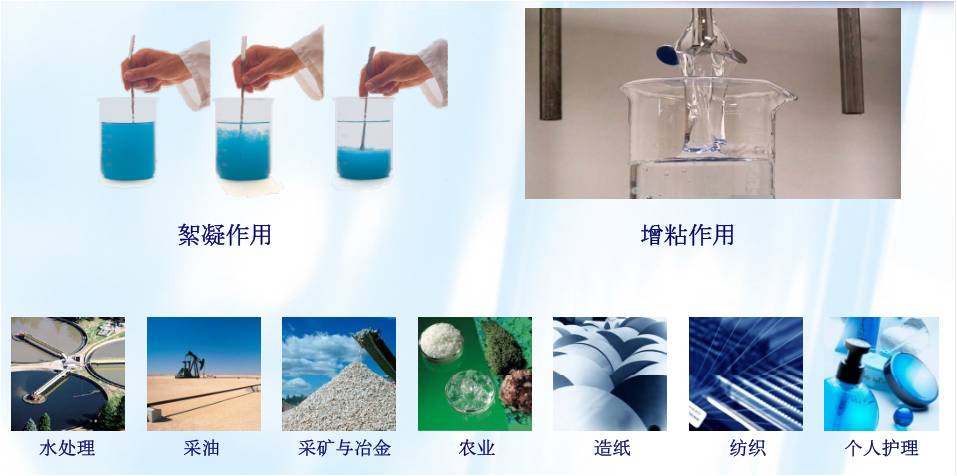 絮凝作用
增粘作用
水处理
采油
采矿与冶金
农业
造纸
纺织
个人护理